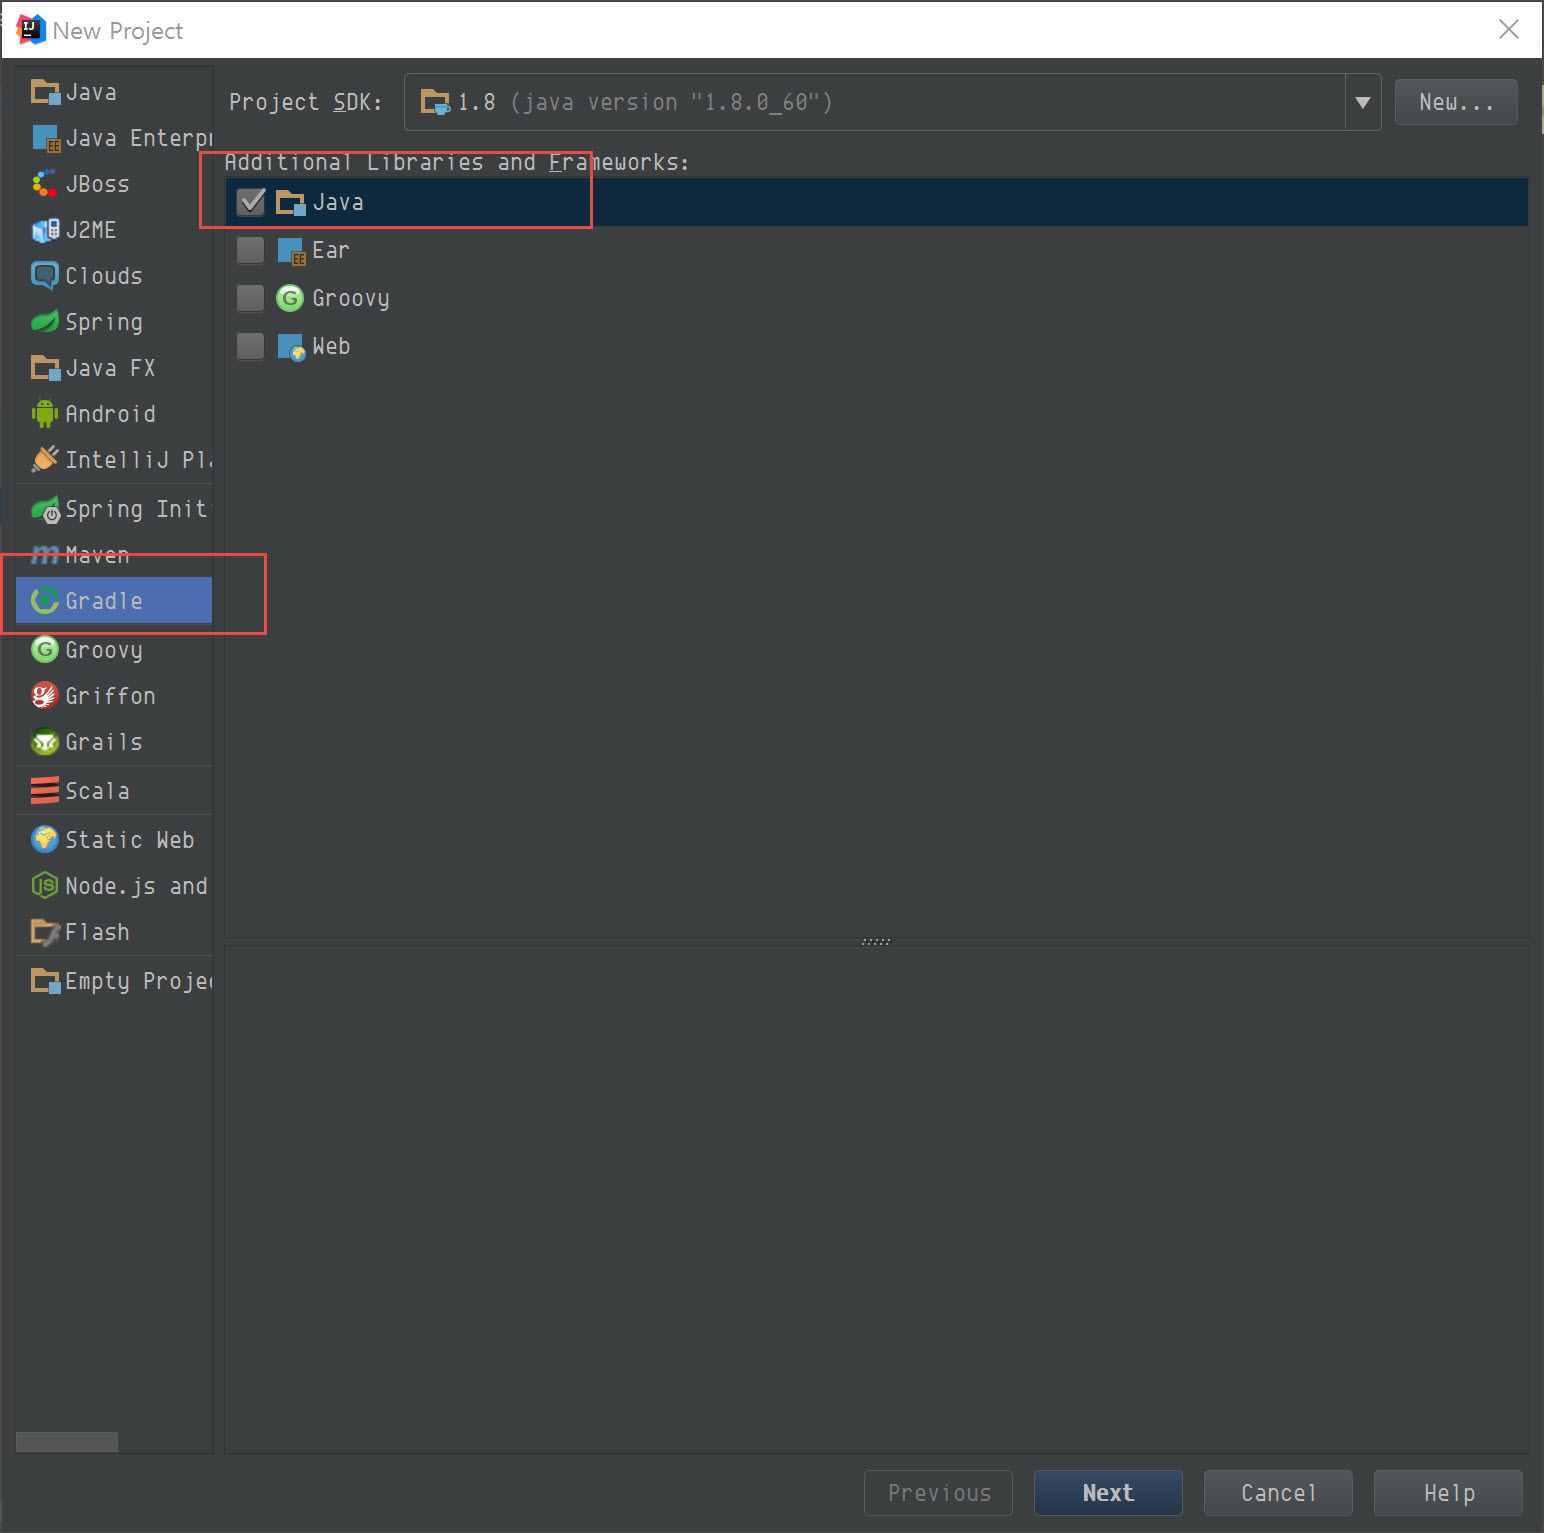 New Project
Java
Java Enterpr
JBoss
J2ME
Clouds
Spring
Java FX
Android
IntelliJ Pla
Spring Init
Maven
Gradle
Groovy
Griffon
Grails
Scala
Static Web
Node.js and
Flash
Empty Projec
Project SDK: 1.8 (java version "1.8.0_60") New...
Additional Libraries and Frameworks:
Java
Ear
Groovy
Web
Previous Next Cancel Help